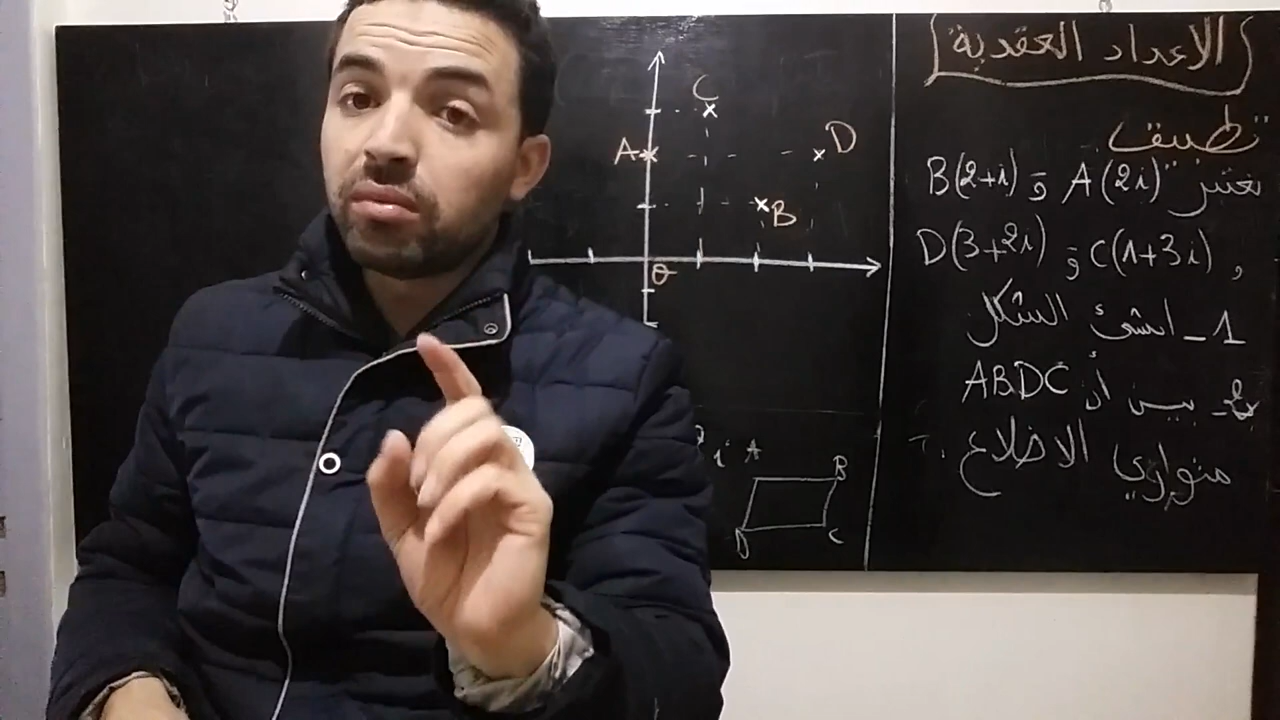 الأعداد العقدية
تطبيق
نعتبر A(2i) و B(2+i)
و C(1+3i) و D(3+2i)
1_ انشئ الشكل
2_ بين أن ABDC
متوازي الاضلاع
C
A
D
B
O
i
A
B
D
C